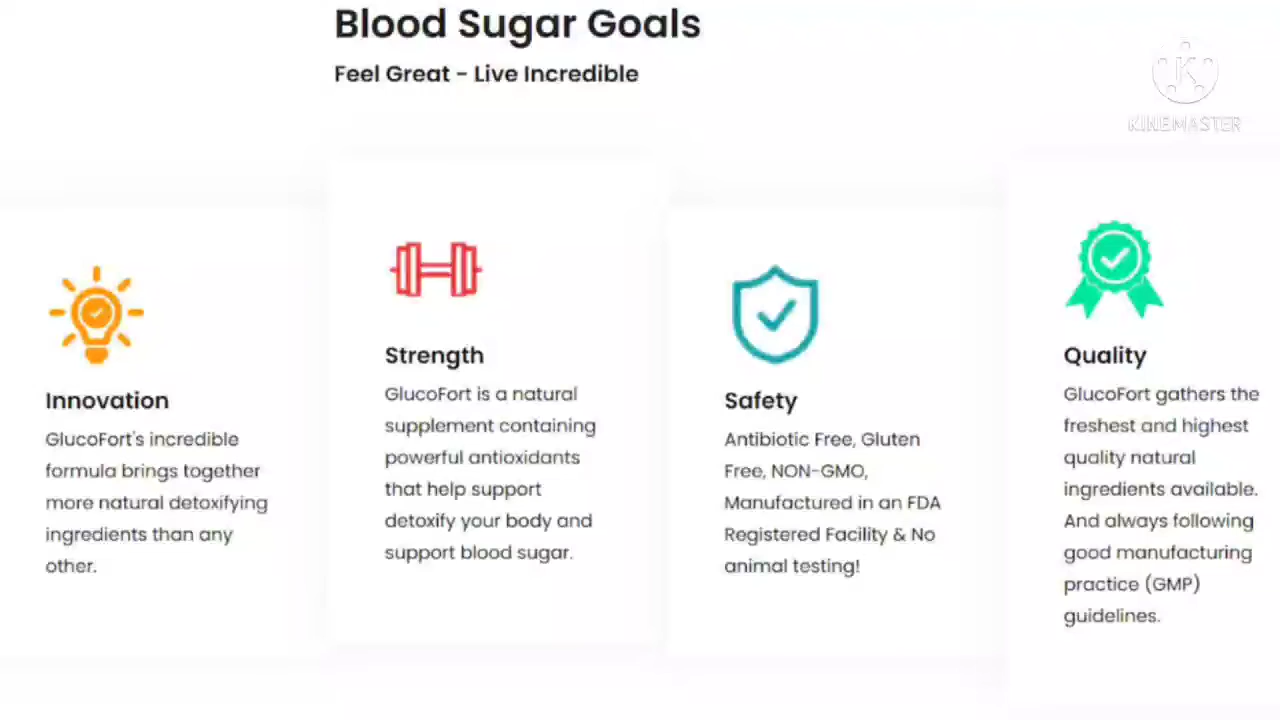 Blood Sugar Goals
Feel Great - Live Incredible
KINEMASTER
Innovation
GlucoFort's incredible
formula brings together
more natural detoxifying
ingredients than any
other.
Strength
GlucoFort is a natural
supplement containing
powerful antioxidants
that help support
detoxify your body and
support blood sugar.
Safety
Antibiotic Free, Gluten
Free, NON-GMO,
Manufactured in an FDA
Registered Facility & No
animal testing!
Quality
GlucoFort gathers the
freshest and highest
quality natural
ingredients available.
And always following
good manufacturing
practice (GMP)
guidelines.